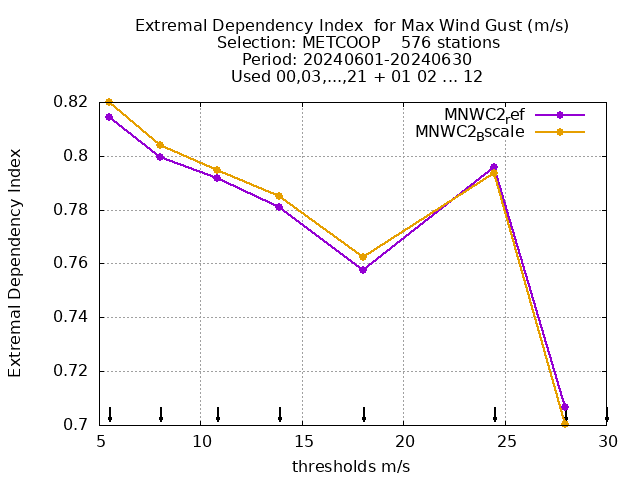 Extremal Dependency Index  for Max Wind Gust (m/s)
Selection: METCOOP    576 stations
Period: 20240601-20240630
Used 00,03,...,21 + 01 02 ... 12
MNWC2ref
MNWC2Bscale
Extremal Dependency Index
0.82
0.8
0.78
0.76
0.74
0.72
0.7
5 10 15 20 25 30
thresholds m/s